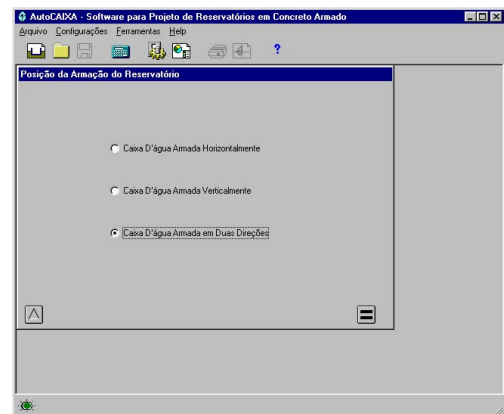 AutoCAIXA - Software para Projeto de Reservatórios em Concreto Armado
Arquivo Configurações Ferramentas Help
?
Posição da Armação do Reservatório
Caixa D'água Armada Horizontalmente
Caixa D'água Armada Verticalmente
Caixa D'água Armada em Duas Direções